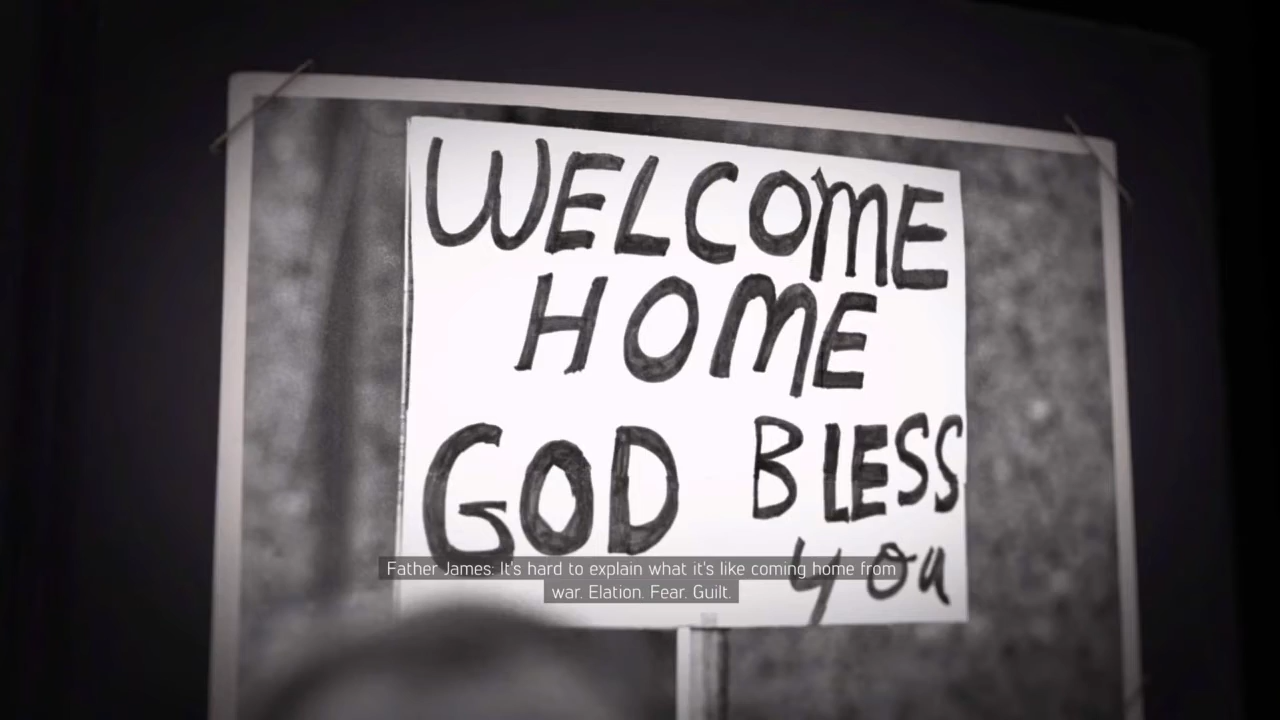 WELCOME
HOME
GOD BLESS
you
Father James: It's hard to explain what it's like coming home from
war. Elation. Fear. Guilt.